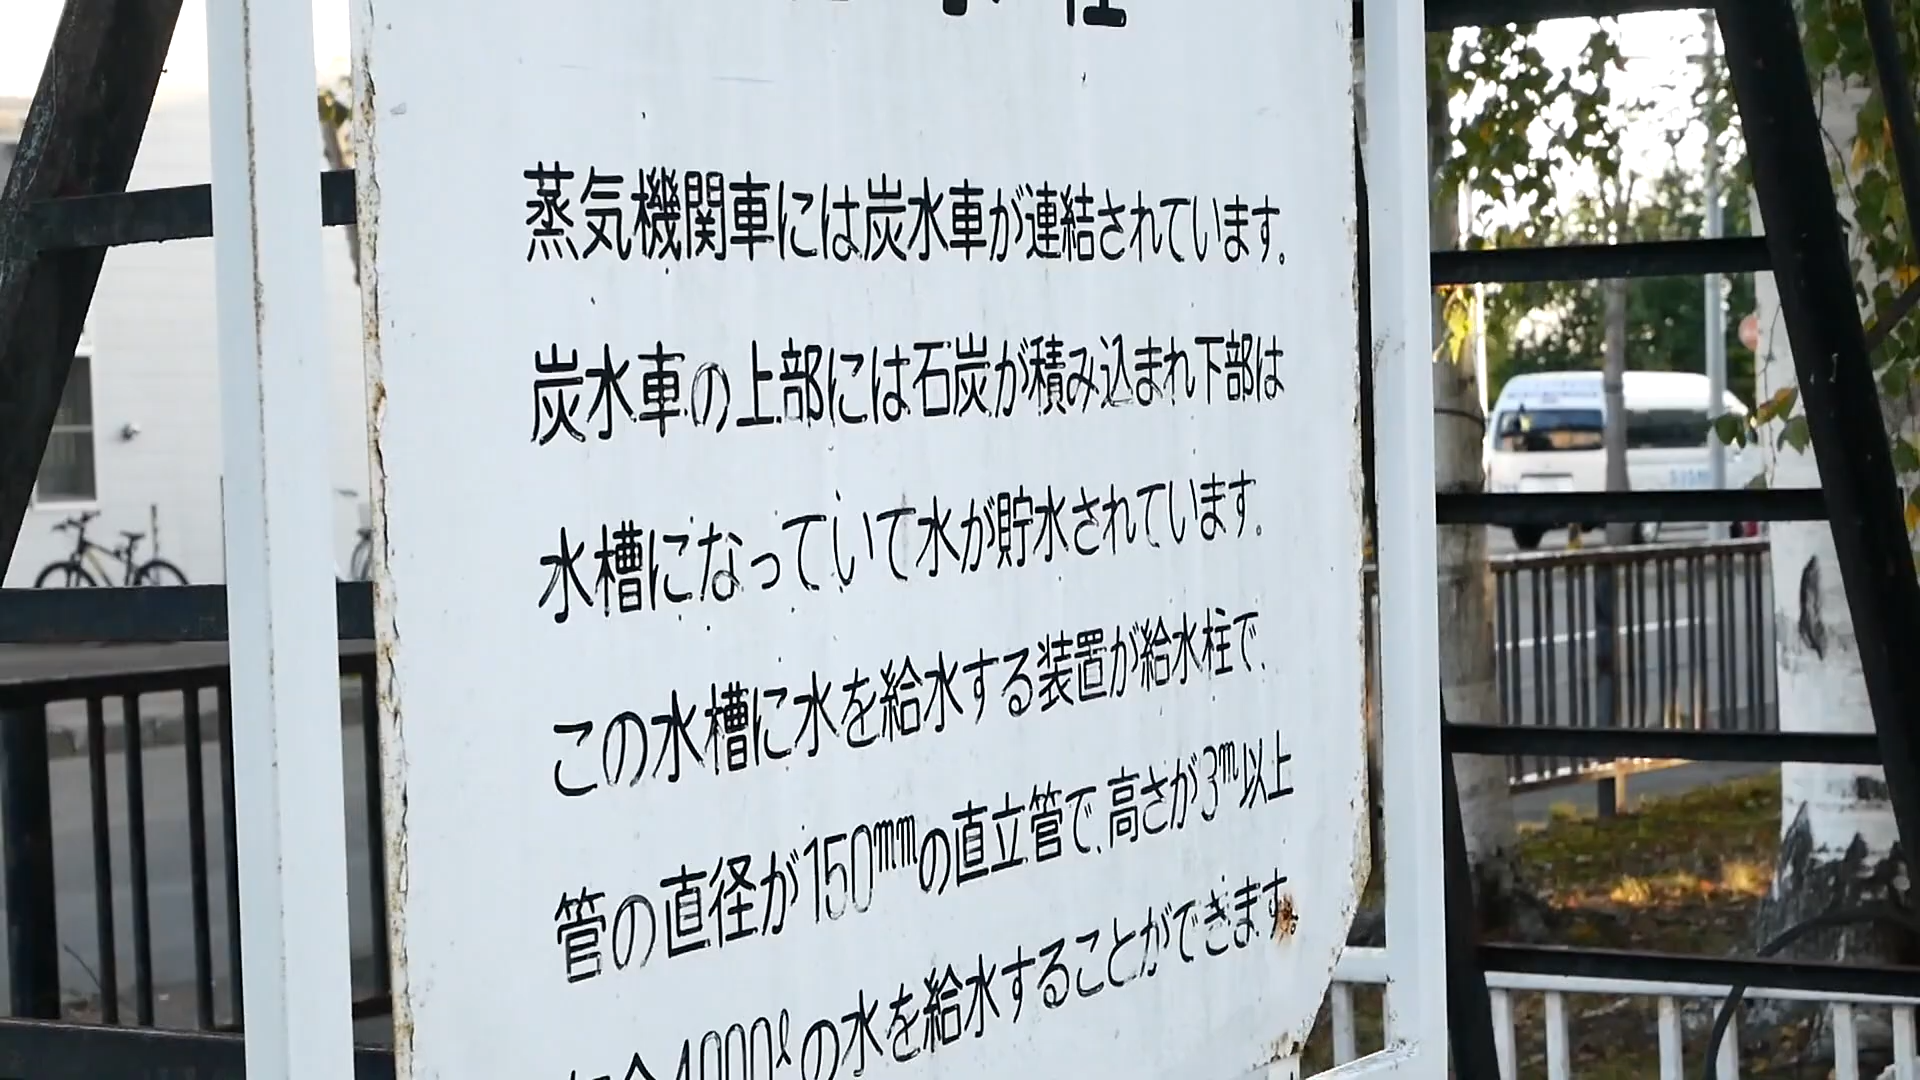 蒸気機関車には炭水車が連結されています。
炭水車の上部には石炭が積み込まれ下部は
水槽になっていて水が貯水されています。
この水槽に水を給水する装置が給水柱で、
管の直径が150mmの直立管で、高さが3m以上
4000ℓの水を給水することができます。